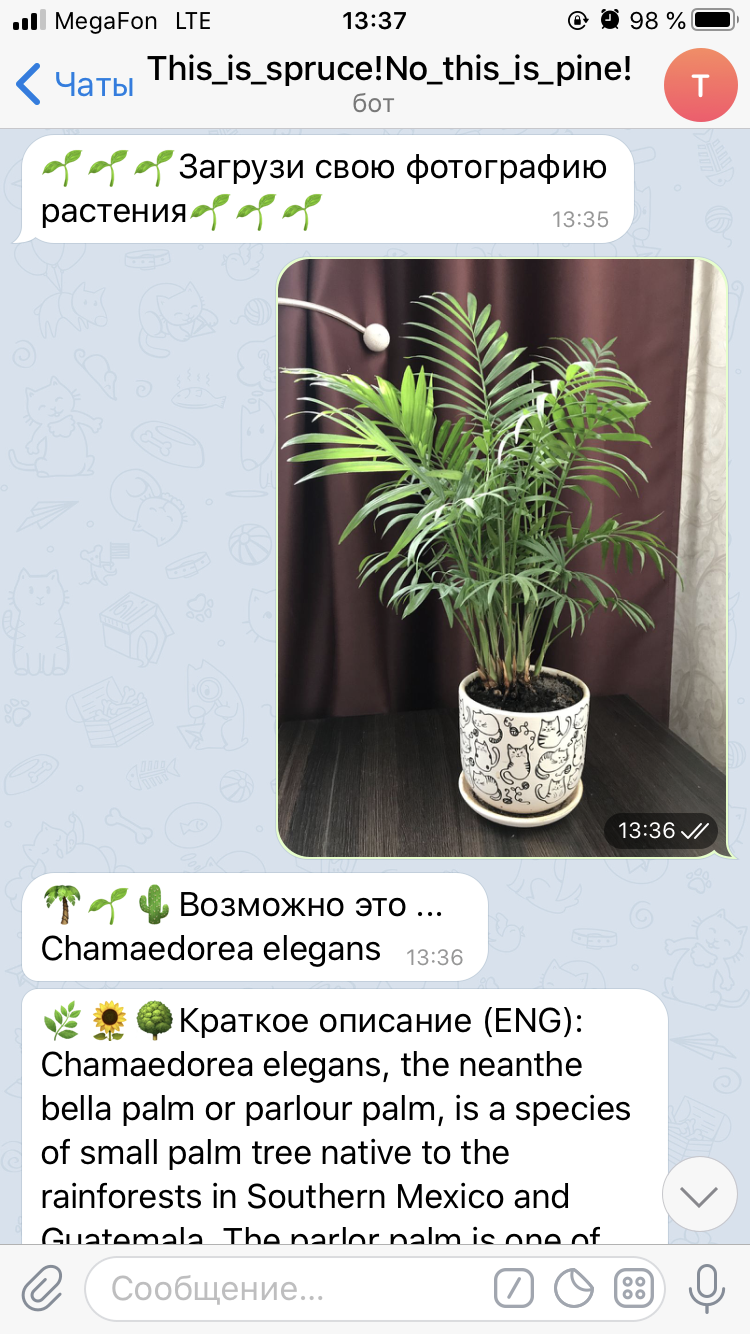 MegaFon LTE 13:37 98 %
Чаты This_is_spruce!No_this_is_pine! T
бот
🌱🌱🌱Загрузи свою фотографию
растения🌱🌱🌱 13:35
13:36
🌴🌱🌵Возможно это ...
Chamaedorea elegans 13:36
🌿🌻🌳Краткое описание (ENG):
Chamaedorea elegans, the neanthe
bella palm or parlour palm, is a species
of small palm tree native to the
rainforests in Southern Mexico and
Guatemala. The parlor palm is one of
Сообщение...